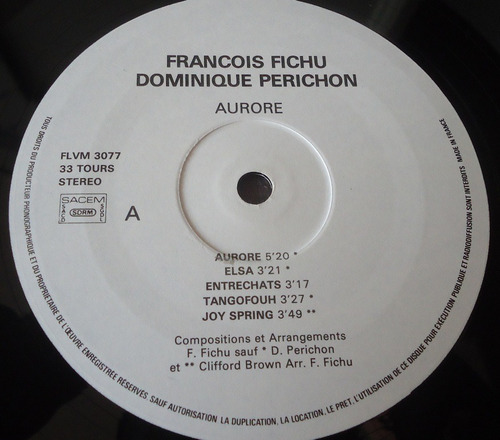 FRANCOIS FICHU
DOMINIQUE PERICHON
AURORE
FLVM 3077
33 TOURS
STEREO
SACEM
SACD
SDRM
SGDL
A
AURORE 5'20 *
ELSA 3'21 *
ENTRECHATS 3'17
TANGOFOUH 3'27 *
JOY SPRING 3'49 **
Compositions et Arrangements
F. Fichu sauf * D. Perichon
et ** Clifford Brown Arr. F. Fichu
TOUS DROITS DU PRODUCTEUR PHONOGRAPHIQUE ET DU PROPRIETAIRE DE L'ŒUVRE ENREGISTREE RESERVES SAUF AUTORISATION LA DUPLICATION, LA LOCATION, LE PRET, L'UTILISATION DE CE DISQUE POUR EXECUTION PUBLIQUE ET RADIODIFFUSION SONT INTERDITS MADE IN FRANCE